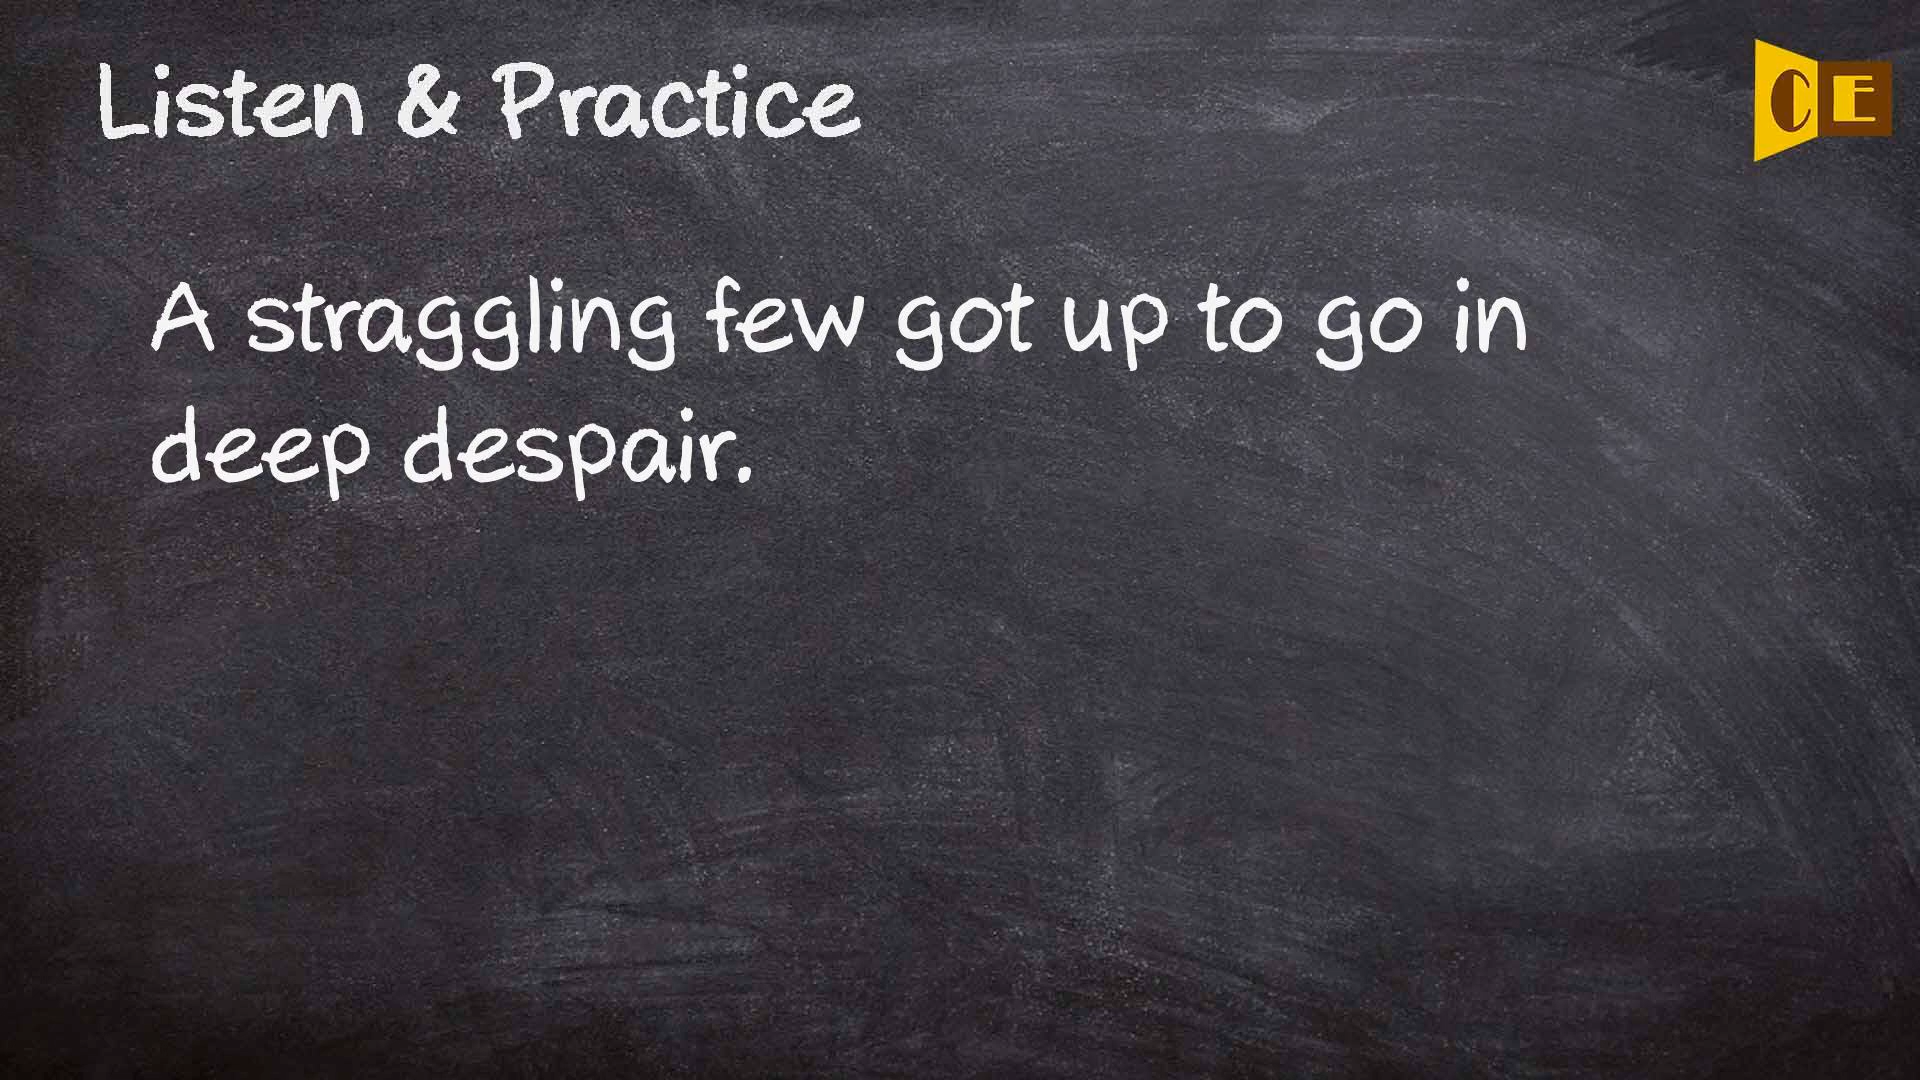 Listen & Practice
CE
A straggling few got up to go in
deep despair.